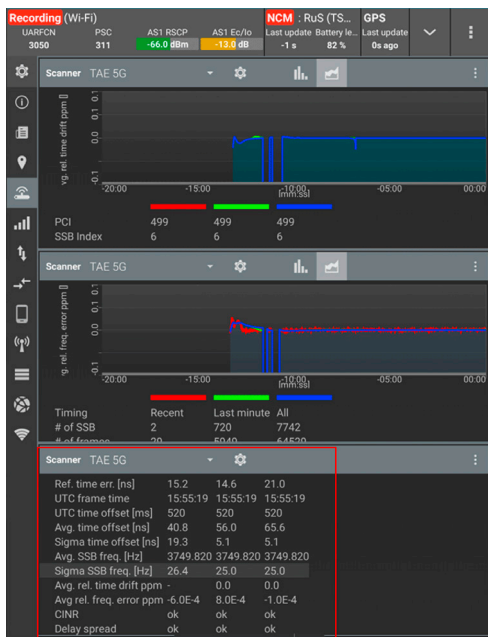 Recording (Wi-Fi)
NCM : RuS (TS...
GPS
UARFCN PSC AS1 RSCP AS1 Ec/Io Last update Battery le... Last update
3050 311 -66.0 dBm -13.0 dB -1 s 82 % 0s ago
Scanner TAE 5G
vg. rel. time drift ppm []
0.1
0.1
0.0
-0.1
-20:00 -15:00 -10:00 -05:00 00:00
[mm:ss]
PCI 499 499 499
SSB Index 6 6 6
Scanner TAE 5G
vg. rel. freq. error ppm []
0.1
0.1
0.0
-0.1
-20:00 -15:00 -10:00 -05:00 00:00
[mm:ss]
Timing Recent Last minute All
# of SSB 2 720 7742
# of frames 20 5040 64520
Scanner TAE 5G
Ref. time err. [ns] 15.2 14.6 21.0
UTC frame time 15:55:19 15:55:19 15:55:19
UTC time offset [ms] 520 520 520
Avg. time offset [ns] 40.8 56.0 65.6
Sigma time offset [ns] 19.3 5.1 5.1
Avg. SSB freq. [Hz] 3749.820 3749.820 3749.820
Sigma SSB freq. [Hz] 26.4 25.0 25.0
Avg. rel. time drift ppm - 0.0 0.0
Avg rel. freq. error ppm -6.0E-4 8.0E-4 -1.0E-4
CINR ok ok ok
Delay spread ok ok ok